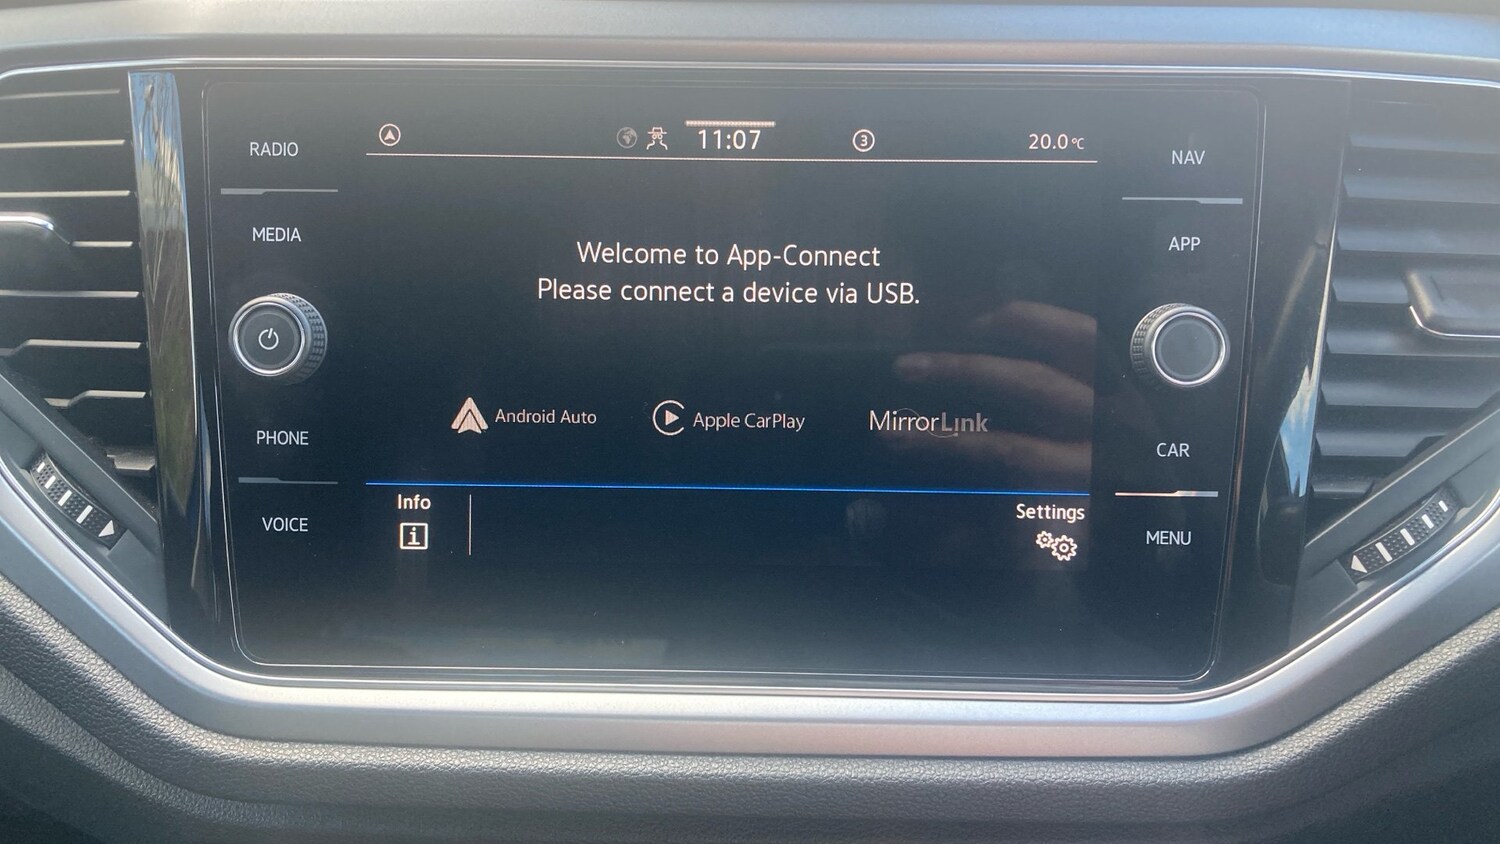 RADIO
MEDIA
PHONE
VOICE
11:07
3
20.0°C
Welcome to App-Connect
Please connect a device via USB.
Android Auto
Apple CarPlay
MirrorLink
Info
i
Settings
NAV
APP
CAR
MENU